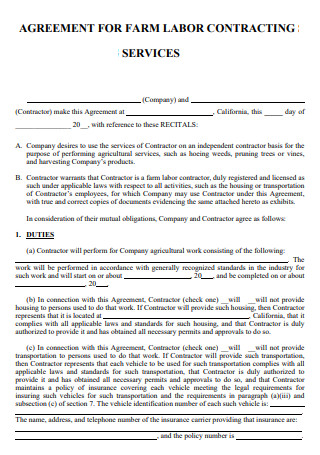 AGREEMENT FOR FARM LABOR CONTRACTING
SERVICES
______________________________ (Company) and ______________________________
(Contractor) make this Agreement at ____________________, California, this _____ day of
________________ 20__, with reference to these RECITALS:
A. Company desires to use the services of Contractor on an independent contractor basis for the
purpose of performing agricultural services, such as hoeing weeds, pruning trees or vines,
and harvesting Company's products.
B. Contractor warrants that Contractor is a farm labor contractor, duly registered and licensed as
such under applicable laws with respect to all activities, such as the housing or transportation
of Contractor's employees, for which Company may use Contractor under this Agreement,
with true and correct copies of documents evidencing the same attached hereto as exhibits.
In consideration of their mutual obligations, Company and Contractor agree as follows:
1. DUTIES
(a) Contractor will perform for Company agricultural work consisting of the following:
______________________________. The
work will be performed in accordance with generally recognized standards in the industry for
such work and will start on or about ________________, 20__, and be completed on or about
________________, 20__.
(b) In connection with this Agreement, Contractor (check one) __will __will not provide
housing to persons used to do that work. If Contractor will provide such housing, then Contractor
represents that it is located at ____________________________, California, that it
complies with all applicable laws and standards for such housing, and that Contractor is duly
authorized to provide it and has obtained all necessary permits and approvals to do so.
(c) In connection with this Agreement, Contractor (check one) __will __will not provide
transportation to persons used to do that work. If Contractor will provide such transportation,
then Contractor represents that each vehicle to be used for such transportation complies with all
applicable laws and standards for such transportation, that Contractor is duly authorized to
provide it and has obtained all necessary permits and approvals to do so, and that Contractor
maintains a policy of insurance covering each vehicle meeting the legal requirements for
insuring such vehicles for such transportation and the requirements in paragraph (a)(iii) and
subsection (c) of section 7. The vehicle identification number of each such vehicle is: __________
______________________________
The name, address, and telephone number of the insurance carrier providing that insurance are:
______________________________, and the policy number is ________________.